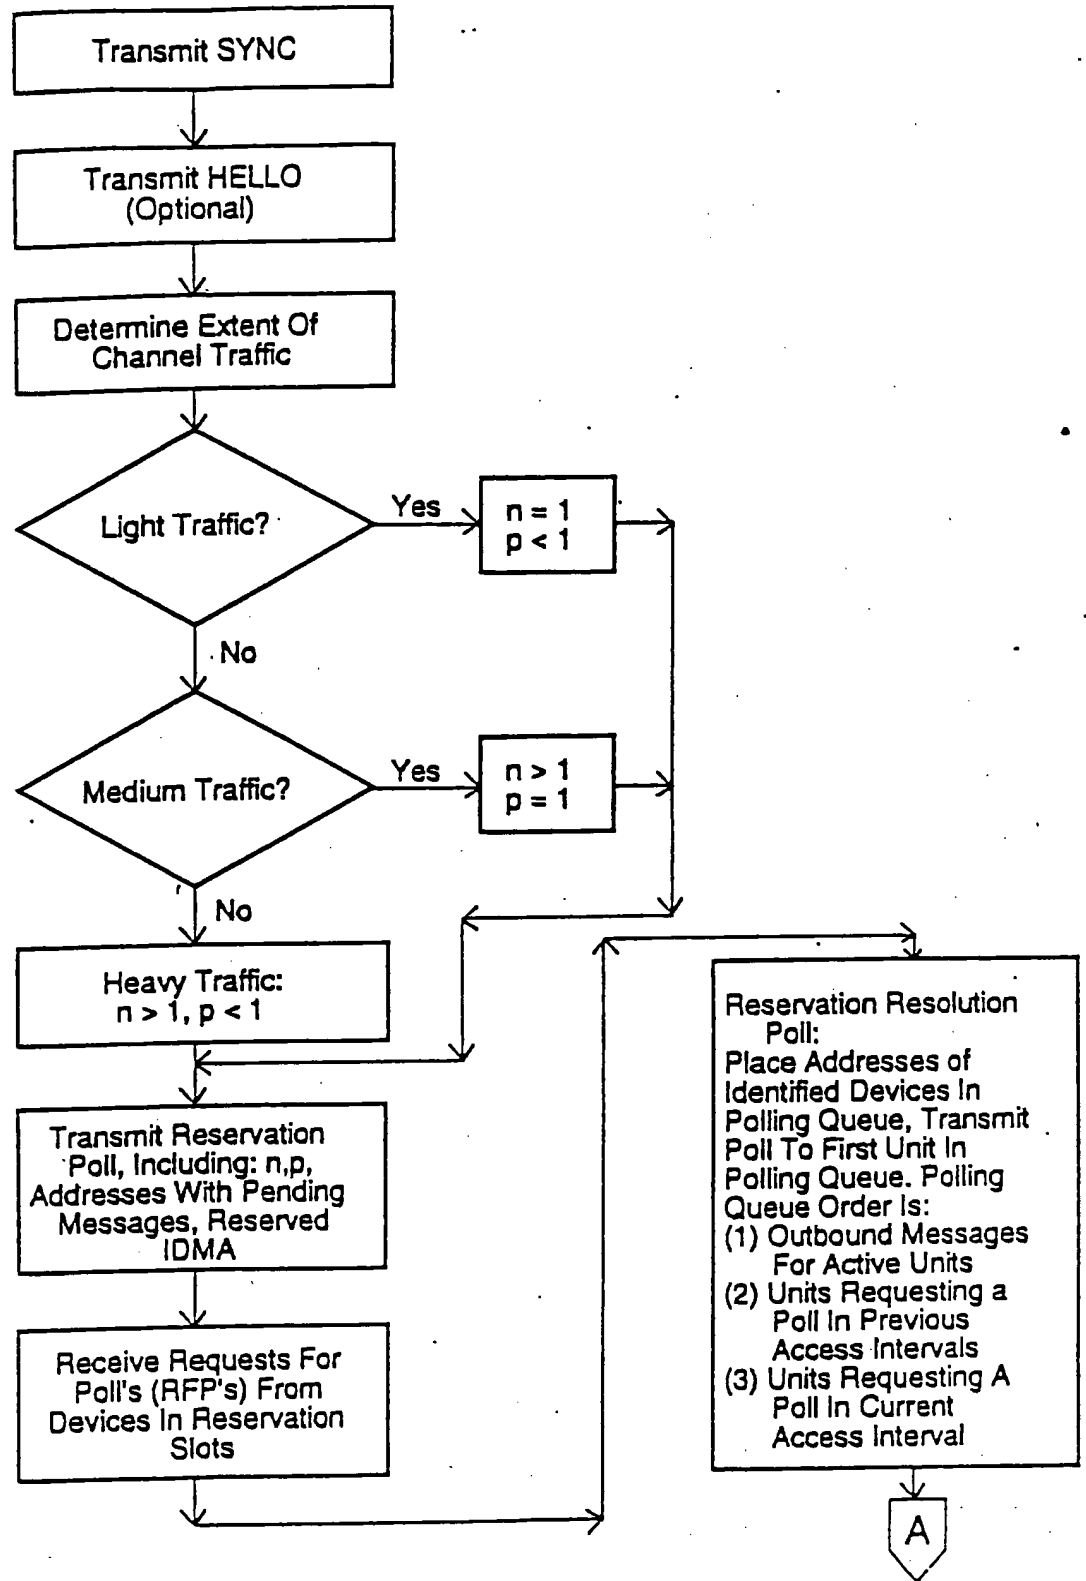 Transmit SYNC
Transmit HELLO
(Optional)
Determine Extent Of
Channel Traffic
Light Traffic?
Yes
n = 1
p < 1
No
Medium Traffic?
Yes
n > 1
p = 1
No
Heavy Traffic:
n > 1, p < 1
Transmit Reservation
Poll, Including: n,p,
Addresses With Pending
Messages, Reserved
IDMA
Receive Requests For
Poll's (RFP's) From
Devices In Reservation
Slots
Reservation Resolution
Poll:
Place Addresses of
Identified Devices In
Polling Queue, Transmit
Poll To First Unit In
Polling Queue. Polling
Queue Order Is:
(1) Outbound Messages
For Active Units
(2) Units Requesting a
Poll In Previous
Access Intervals
(3) Units Requesting A
Poll In Current
Access Interval
A